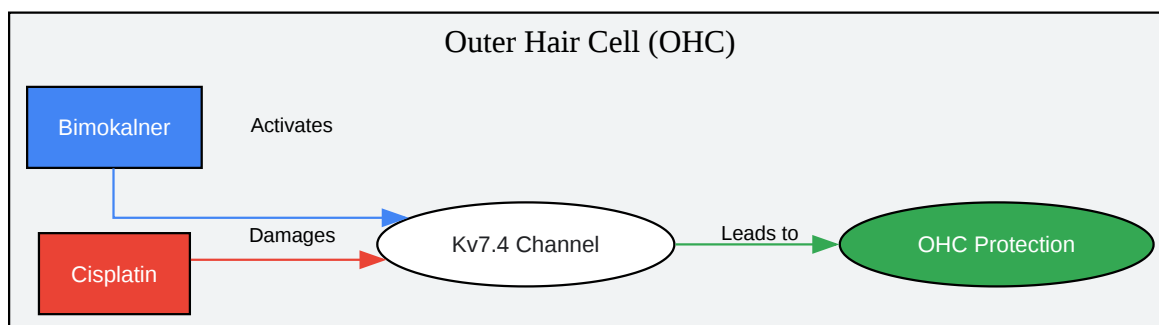 Outer Hair Cell (OHC)
Bimokalner
Activates
Damages
Cisplatin
Kv7.4 Channel
Leads to
OHC Protection